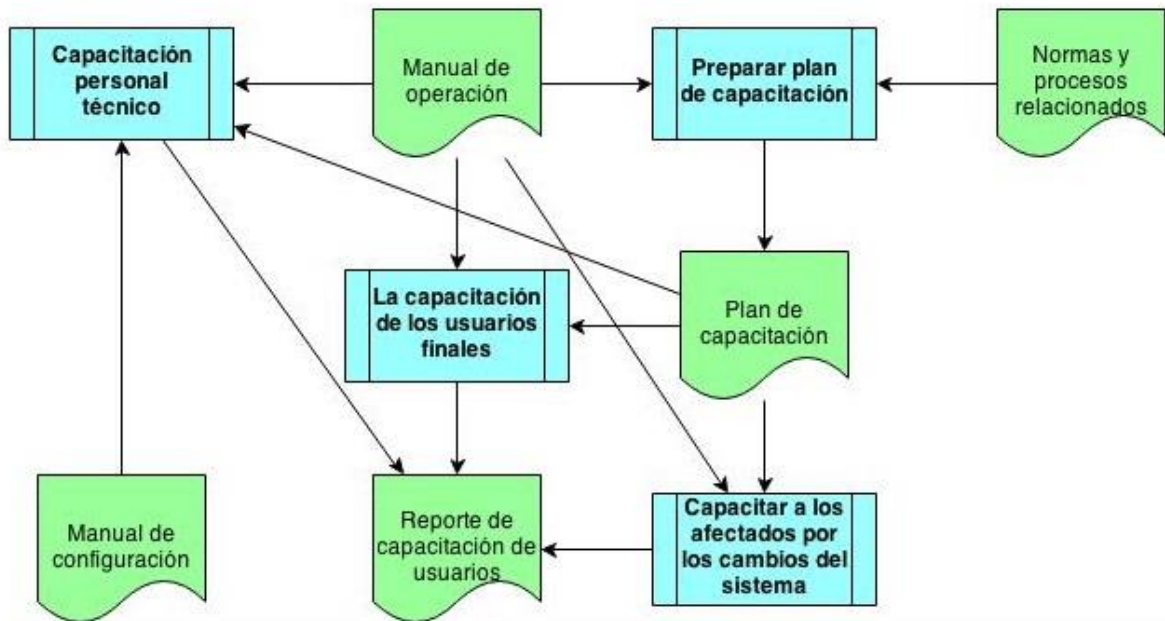 Capacitación
personal
técnico
Manual de
operación
Preparar plan
de capacitación
Normas y
procesos
relacionados
La capacitación
de los usuarios
finales
Plan de
capacitación
Manual de
configuración
Reporte de
capacitación de
usuarios
Capacitar a los
afectados por
los cambios del
sistema